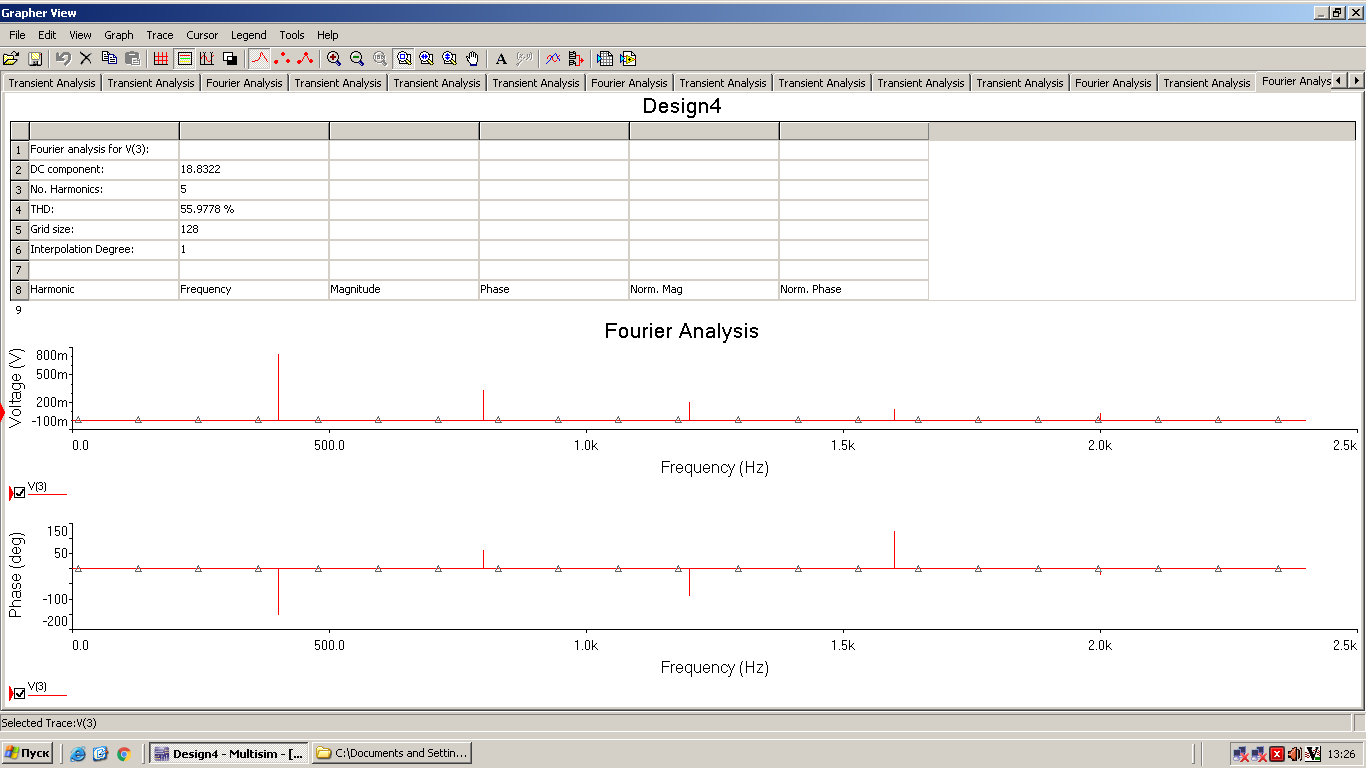 Grapher View
File Edit View Graph Trace Cursor Legend Tools Help
Transient Analysis Transient Analysis Fourier Analysis Transient Analysis Transient Analysis Transient Analysis Fourier Analysis Transient Analysis Transient Analysis Transient Analysis Transient Analysis Fourier Analysis Transient Analysis Fourier Analys
Design4
1 Fourier analysis for V(3):
2 DC component: 18.8322
3 No. Harmonics: 5
4 THD: 55.9778 %
5 Grid size: 128
6 Interpolation Degree: 1
7
8 Harmonic Frequency Magnitude Phase Norm. Mag Norm. Phase
9
Fourier Analysis
Voltage (V)
800m
500m
200m
-100m
0.0 500.0 1.0k 1.5k 2.0k 2.5k
Frequency (Hz)
V(3)
Phase (deg)
150
50
-100
-200
0.0 500.0 1.0k 1.5k 2.0k 2.5k
Frequency (Hz)
V(3)
Selected Trace:V(3)
Пуск Design4 - Multisim - [... C:\Documents and Settin... 13:26